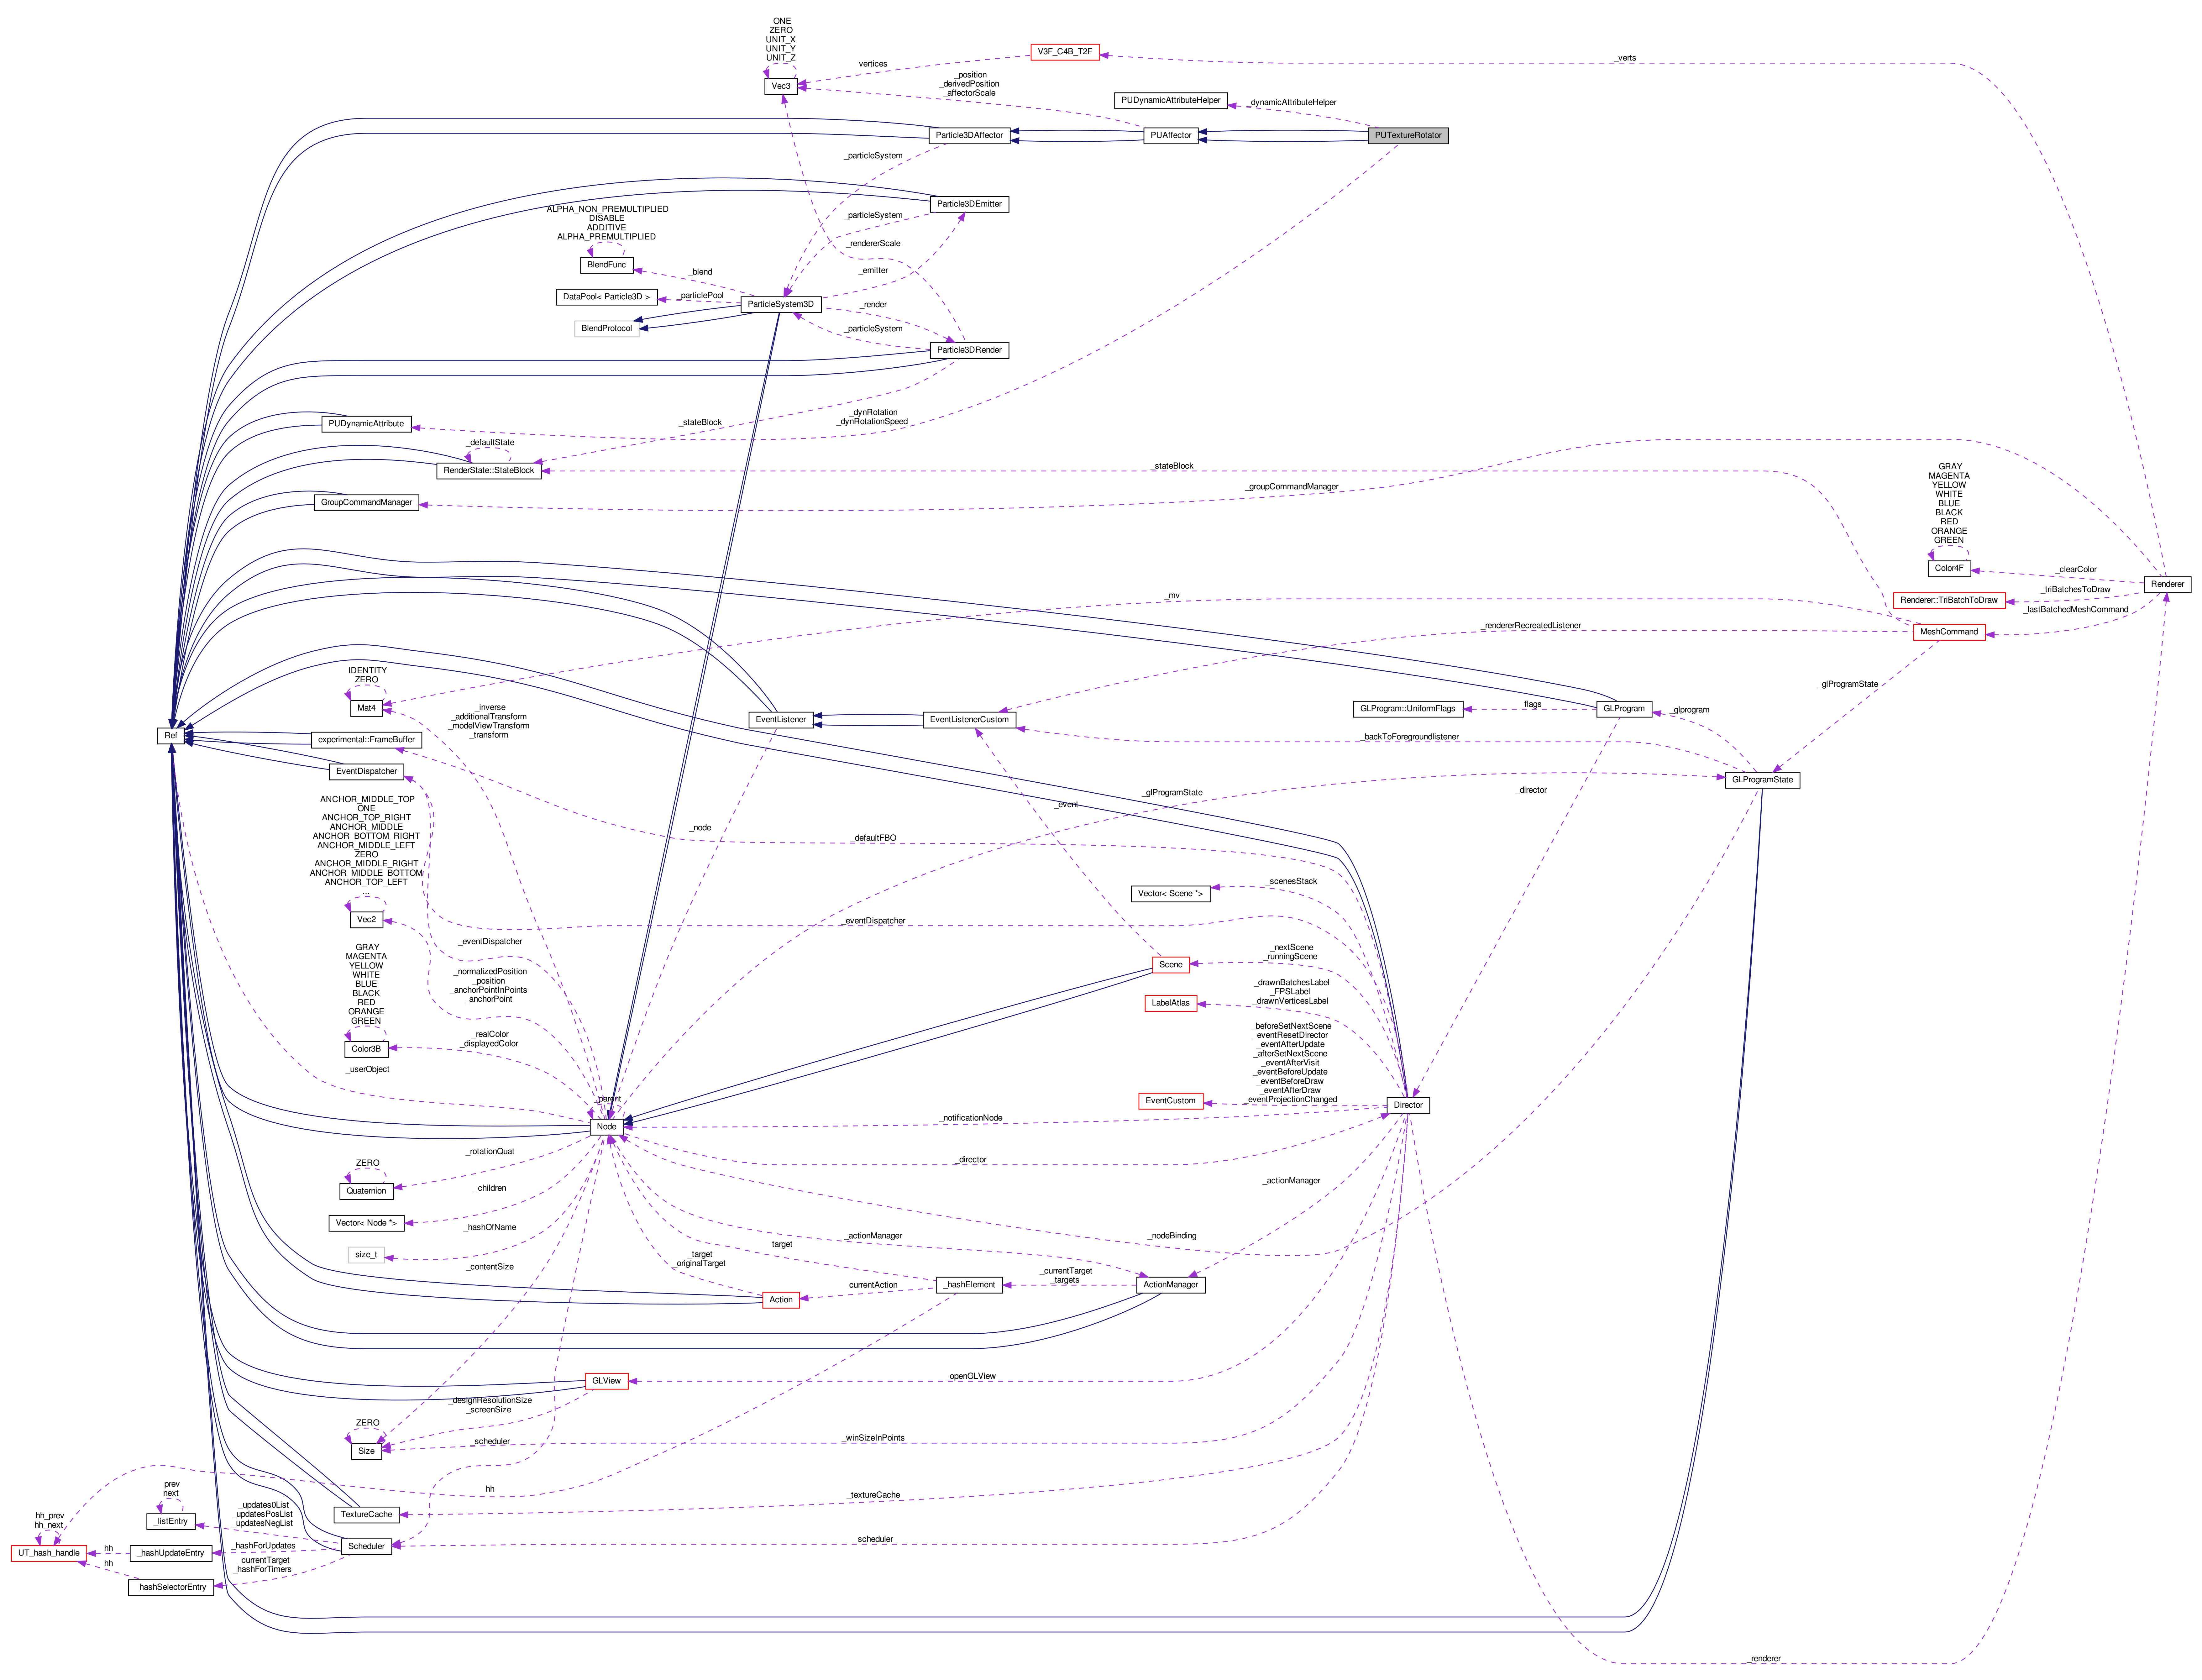 ONE
ZERO
UNIT_X
UNIT_Y
UNIT_Z
Vec3
vertices
V3F_C4B_T2F
_verts
_position
_derivedPosition
_affectorScale
PUDynamicAttributeHelper
_dynamicAttributeHelper
Particle3DAffector
PUAffector
PUTextureRotator
_particleSystem
Particle3DEmitter
ALPHA_NON_PREMULTIPLIED
DISABLE
ADDITIVE
ALPHA_PREMULTIPLIED
_particleSystem
_rendererScale
BlendFunc
_blend
_emitter
DataPool< Particle3D >
_particlePool
ParticleSystem3D
_render
BlendProtocol
_particleSystem
Particle3DRender
PUDynamicAttribute
_stateBlock
_dynRotation
_dynRotationSpeed
_defaultState
RenderState::StateBlock
_stateBlock
GroupCommandManager
_groupCommandManager
GRAY
MAGENTA
YELLOW
WHITE
BLUE
BLACK
RED
ORANGE
GREEN
Color4F
_clearColor
Renderer
_triBatchesToDraw
Renderer::TriBatchToDraw
_lastBatchedMeshCommand
_mv
_rendererRecreatedListener
MeshCommand
IDENTITY
ZERO
Mat4
_inverse
_additionalTransform
_modelViewTransform
_transform
EventListener
EventListenerCustom
GLProgram::UniformFlags
_flags
GLProgram
_glprogram
_glProgramState
Ref
experimental::FrameBuffer
_backToForegroundlistener
EventDispatcher
GLProgramState
_glProgramState
_director
_event
_node
_defaultFBO
ANCHOR_MIDDLE_TOP
ONE
ANCHOR_TOP_RIGHT
ANCHOR_MIDDLE
ANCHOR_BOTTOM_RIGHT
ANCHOR_MIDDLE_LEFT
ZERO
ANCHOR_MIDDLE_RIGHT
ANCHOR_MIDDLE_BOTTOM
ANCHOR_TOP_LEFT
...
Vec2
Vector< Scene *>
_scenesStack
_eventDispatcher
_eventDispatcher
_normalizedPosition
_position
_anchorPointInPoints
_anchorPoint
Scene
_nextScene
_runningScene
GRAY
MAGENTA
YELLOW
WHITE
BLUE
BLACK
RED
ORANGE
GREEN
Color3B
_realColor
_displayedColor
LabelAtlas
_drawnBatchesLabel
_FPSLabel
_drawnVerticesLabel
_beforeSetNextScene
_eventResetDirector
_eventAfterUpdate
_afterSetNextScene
_eventAfterVisit
_eventBeforeUpdate
_eventBeforeDraw
_eventAfterDraw
_eventProjectionChanged
EventCustom
Director
_userObject
_parent
Node
_notificationNode
_rotationQuat
ZERO
Quaternion
_director
_children
Vector< Node *>
_actionManager
_hashOfName
size_t
_actionManager
_nodeBinding
target
_target
_originalTarget
_contentSize
_currentTarget
_targets
_hashElement
ActionManager
currentAction
Action
GLView
_openGLView
_designResolutionSize
_screenSize
ZERO
Size
_scheduler
_winSizeInPoints
hh
_textureCache
TextureCache
prev
next
_listEntry
_updates0List
_updatesPosList
_updatesNegList
hh_prev
hh_next
UT_hash_handle
hh
_hashUpdateEntry
_hashForUpdates
Scheduler
_scheduler
hh
_currentTarget
_hashForTimers
_hashSelectorEntry
_renderer